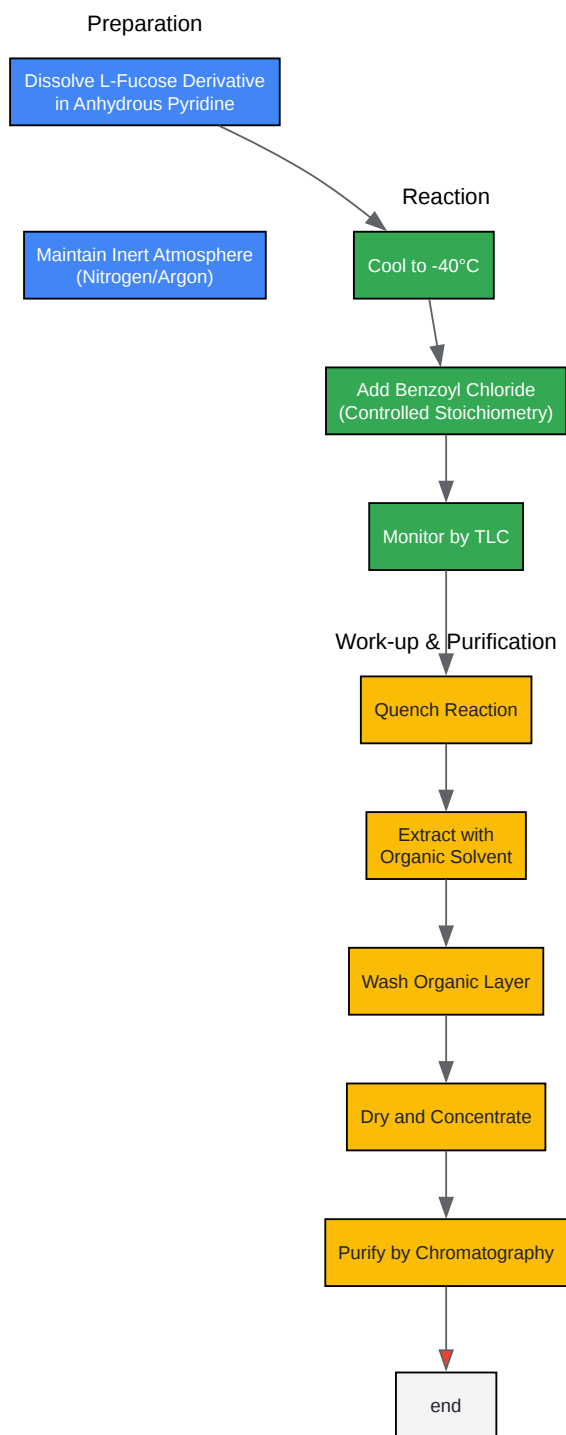 Preparation
Dissolve L-Fucose Derivative
in Anhydrous Pyridine
Reaction
Maintain Inert Atmosphere
(Nitrogen/Argon)
Cool to -40°C
Add Benzoyl Chloride
(Controlled Stoichiometry)
Monitor by TLC
Work-up & Purification
Quench Reaction
Extract with
Organic Solvent
Wash Organic Layer
Dry and Concentrate
Purify by Chromatography
end